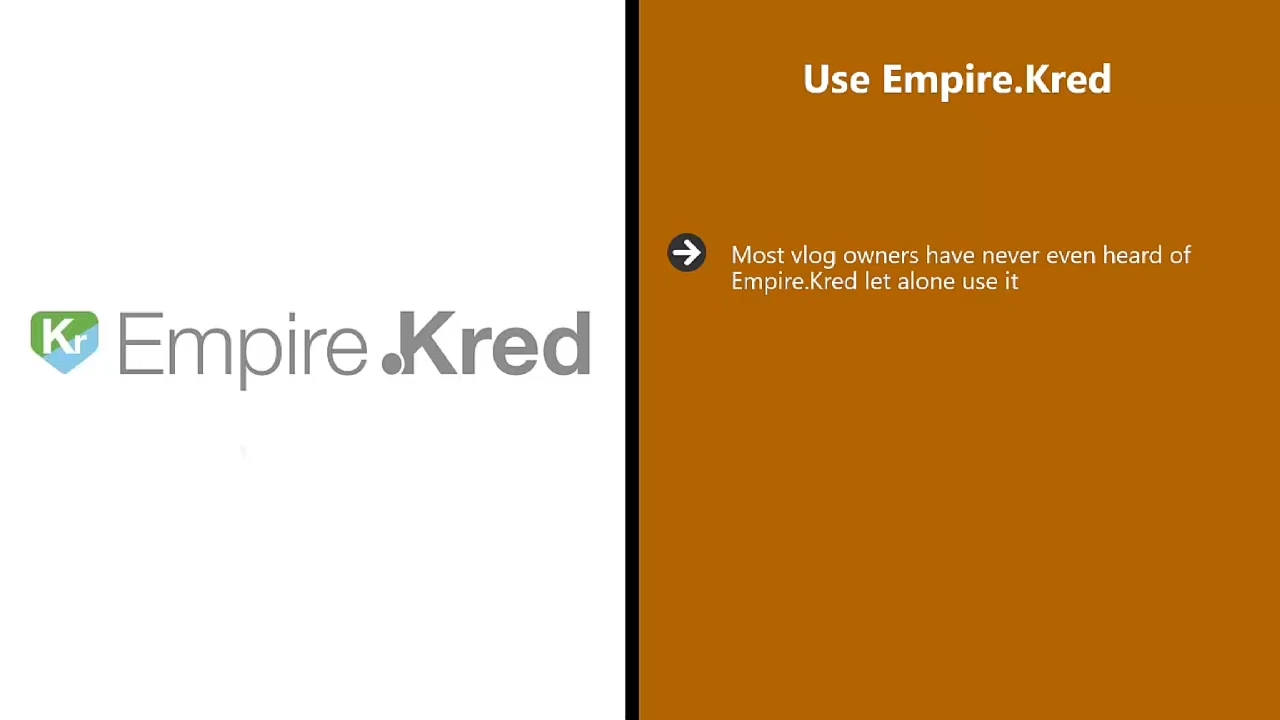 Kr Empire.Kred
Use Empire.Kred
Most vlog owners have never even heard of
Empire.Kred let alone use it